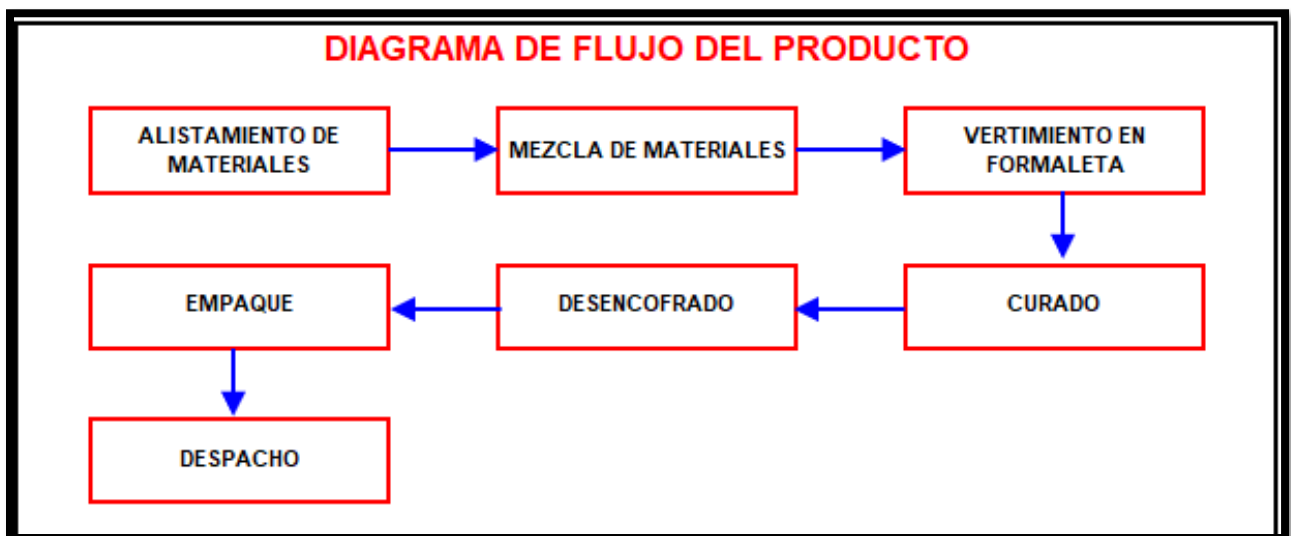 DIAGRAMA DE FLUJO DEL PRODUCTO
ALISTAMIENTO DE
MATERIALES
MEZCLA DE MATERIALES
VERTIMIENTO EN
FORMALETA
CURADO
DESENCOFRADO
EMPAQUE
DESPACHO